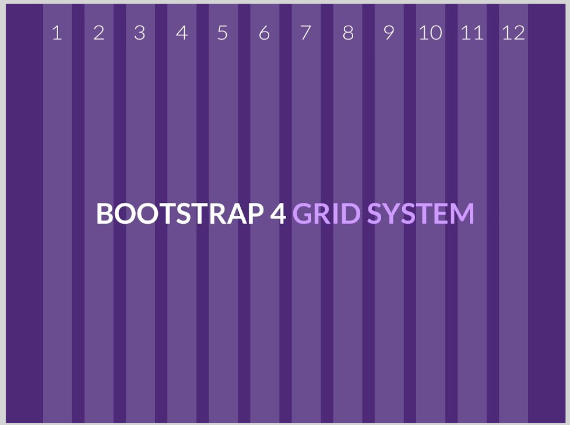 1 2 3 4 5 6 7 8 9 10 11 12
BOOTSTRAP 4 GRID SYSTEM